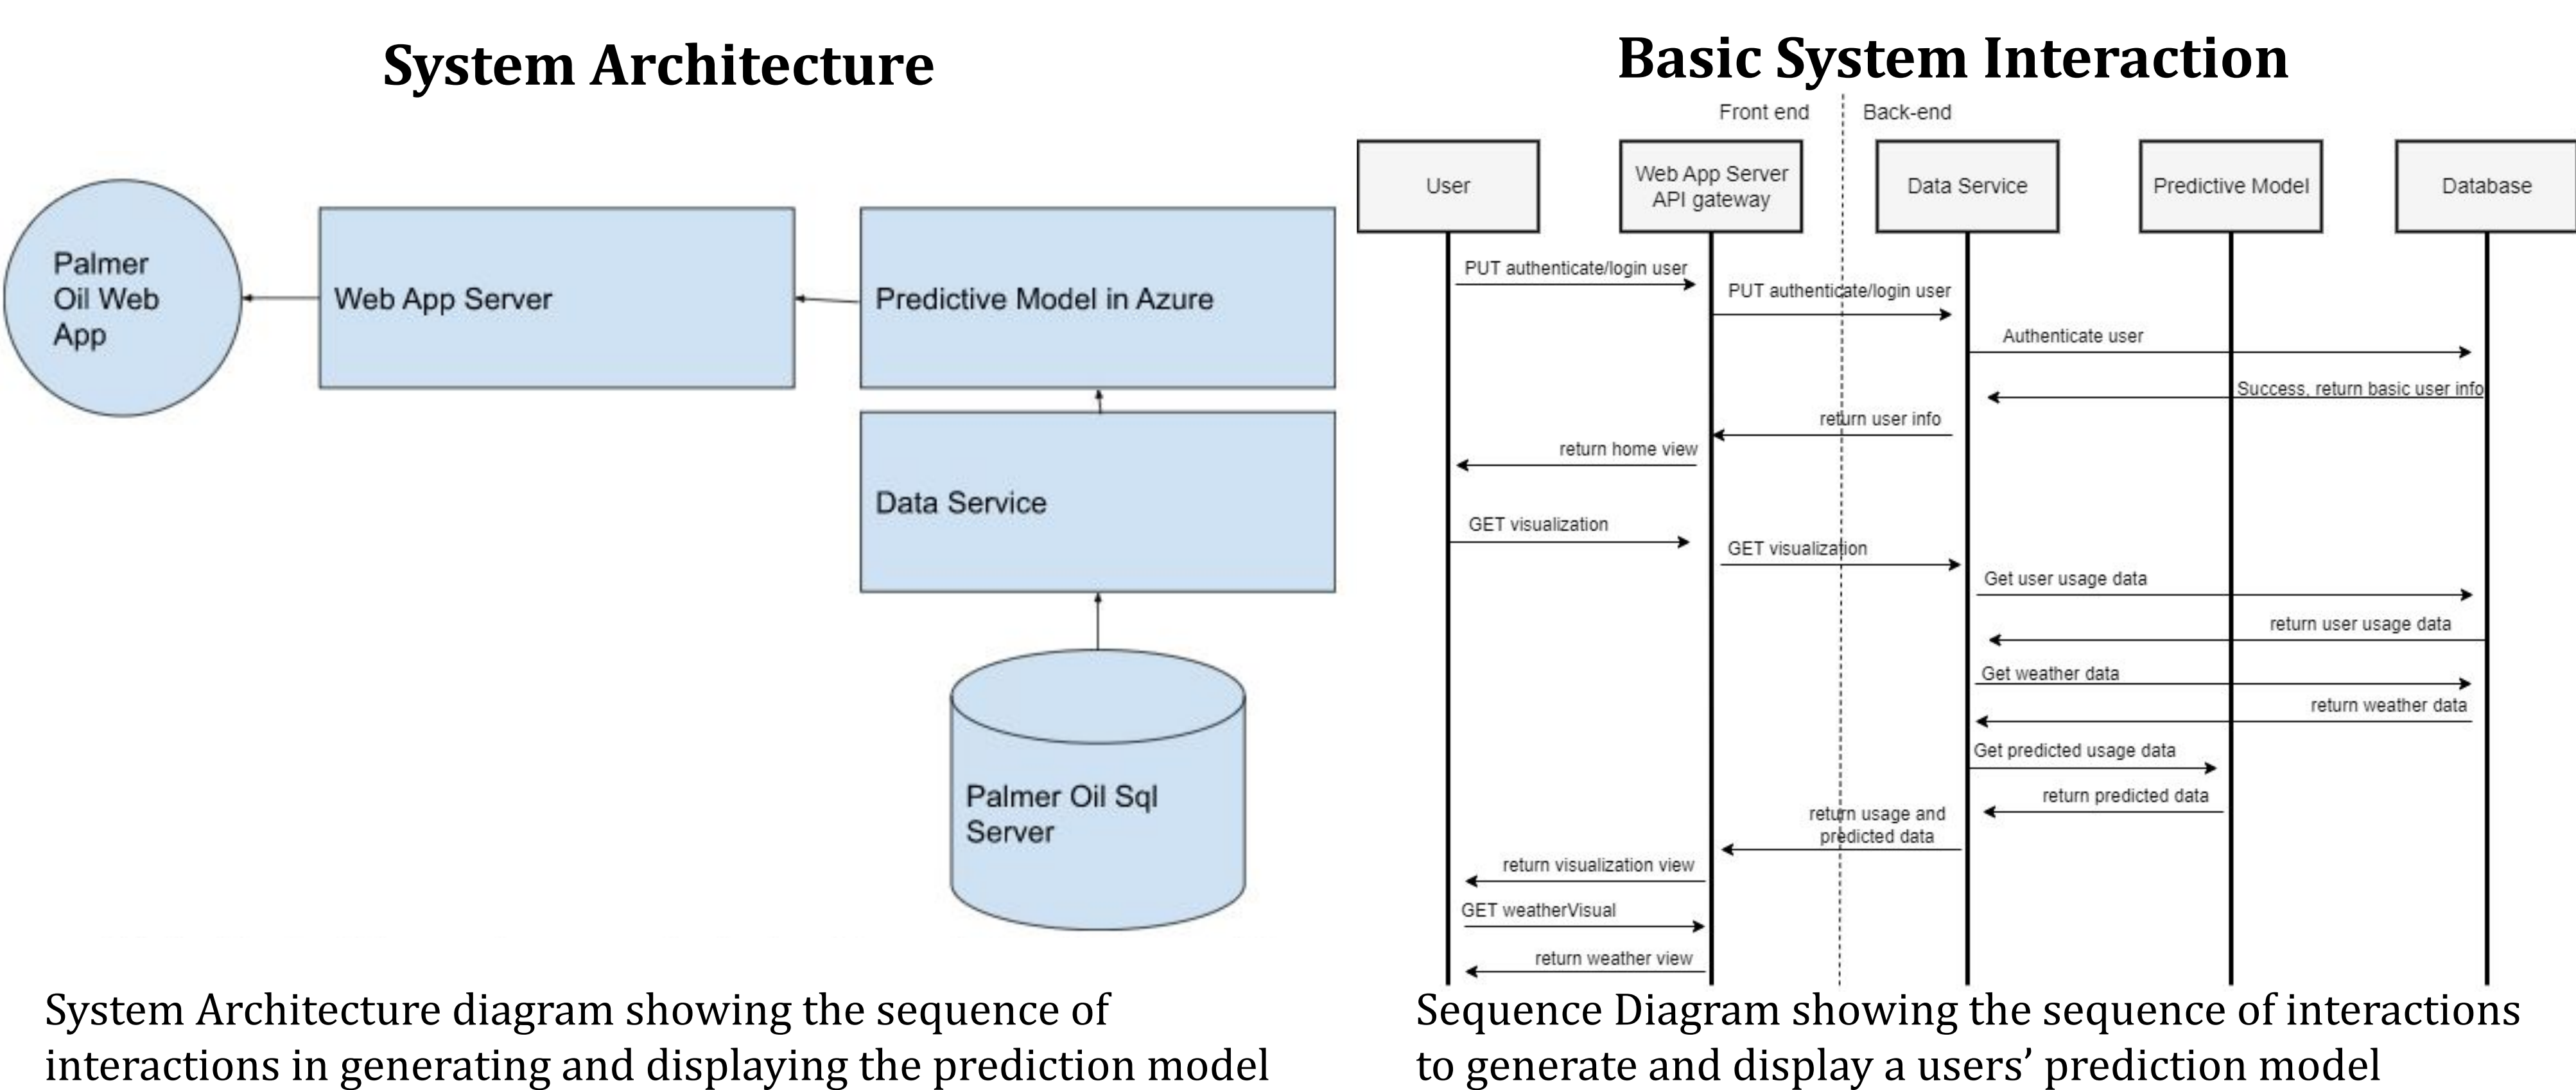 System Architecture
Palmer
Oil Web
App
Web App Server
Predictive Model in Azure
Data Service
Palmer Oil Sql
Server
System Architecture diagram showing the sequence of
interactions in generating and displaying the prediction model
Basic System Interaction
Front end
Back-end
User
Web App Server
API gateway
Data Service
Predictive Model
Database
PUT authenticate/login user
PUT authenticate/login user
Authenticate user
Success, return basic user info
return user info
return home view
GET visualization
GET visualization
Get user usage data
return user usage data
Get weather data
return weather data
Get predicted usage data
return predicted data
return usage and
predicted data
return visualization view
GET weatherVisual
return weather view
Sequence Diagram showing the sequence of interactions
to generate and display a users’ prediction model